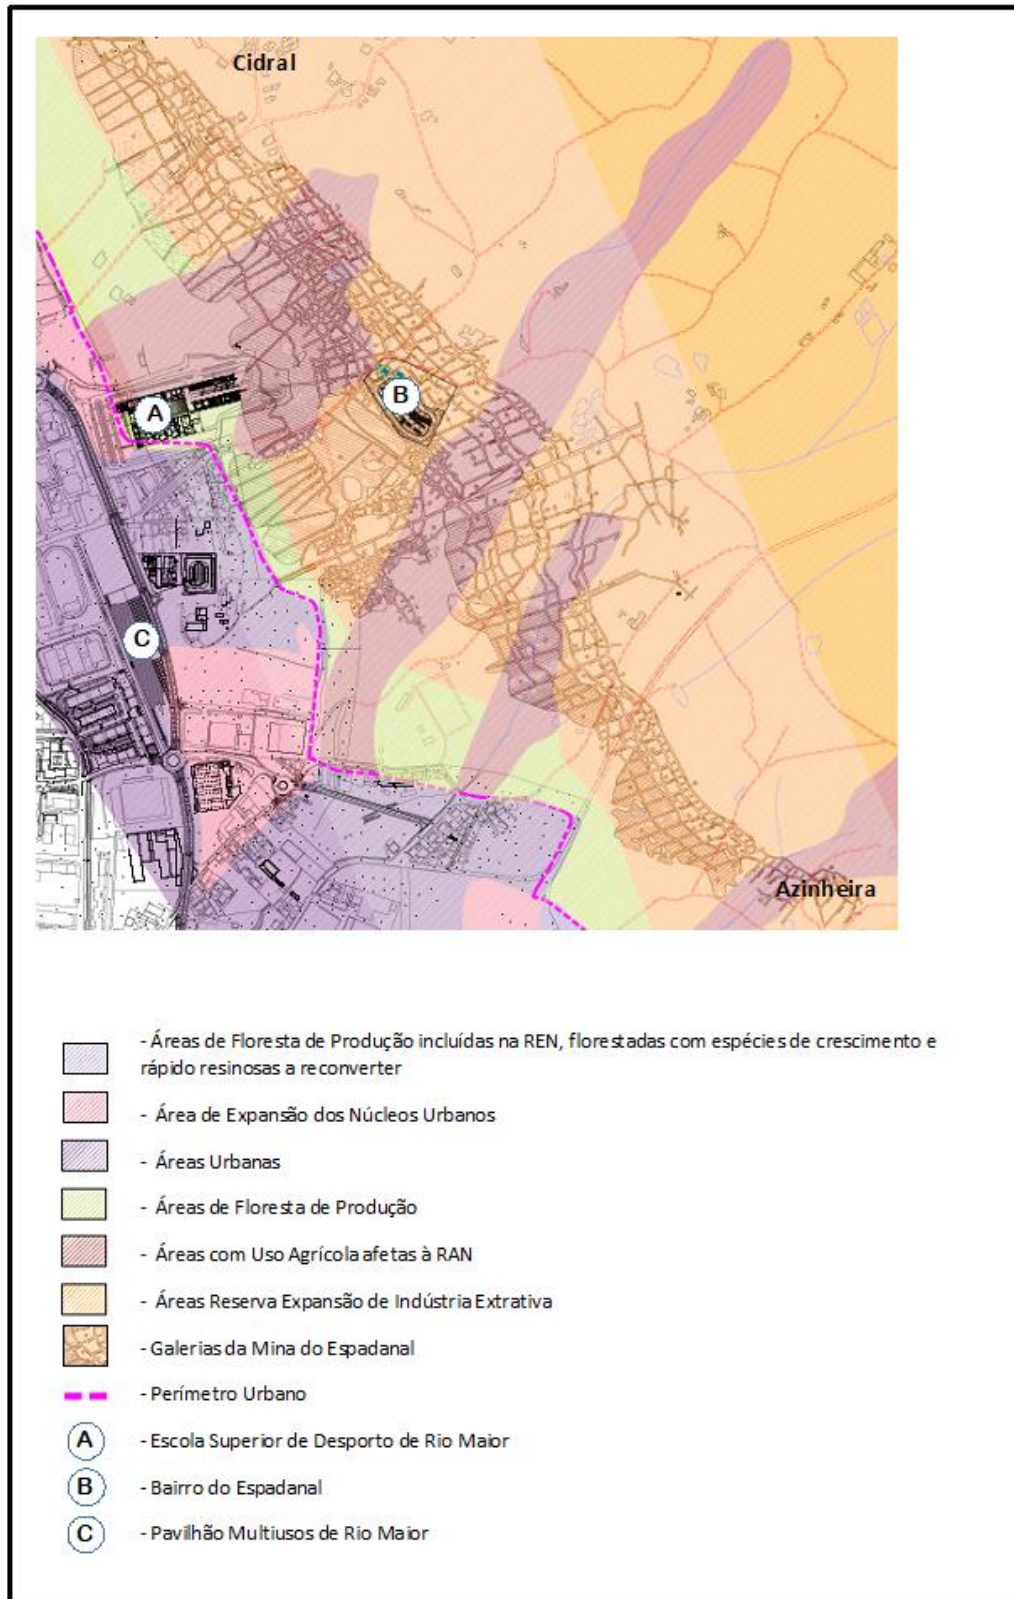 Cidral
A
B
C
Azinheira
- Áreas de Floresta de Produção incluídas na REN, florestadas com espécies de crescimento e
rápido resinosas a reconverter
- Área de Expansão dos Núcleos Urbanos
- Áreas Urbanas
- Áreas de Floresta de Produção
- Áreas com Uso Agrícola afetas à RAN
- Áreas Reserva Expansão de Indústria Extrativa
- Galerias da Mina do Espadanal
- Perímetro Urbano
A - Escola Superior de Desporto de Rio Maior
B - Bairro do Espadanal
C - Pavilhão Multiusos de Rio Maior